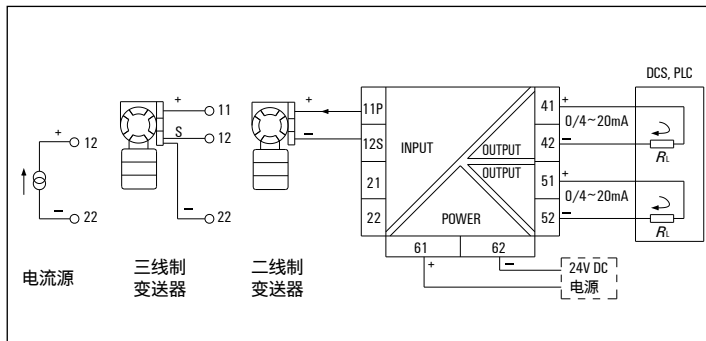 电流源
+
12
−
22
三线制
变送器
+
11
S
12
−
22
二线制
变送器
+
−
11P
12S
21
22
INPUT
OUTPUT
OUTPUT
POWER
61
62
+
−
24V DC
电源
41
42
51
52
+
0/4~20mA
−
+
0/4~20mA
−
DCS, PLC
RL
RL